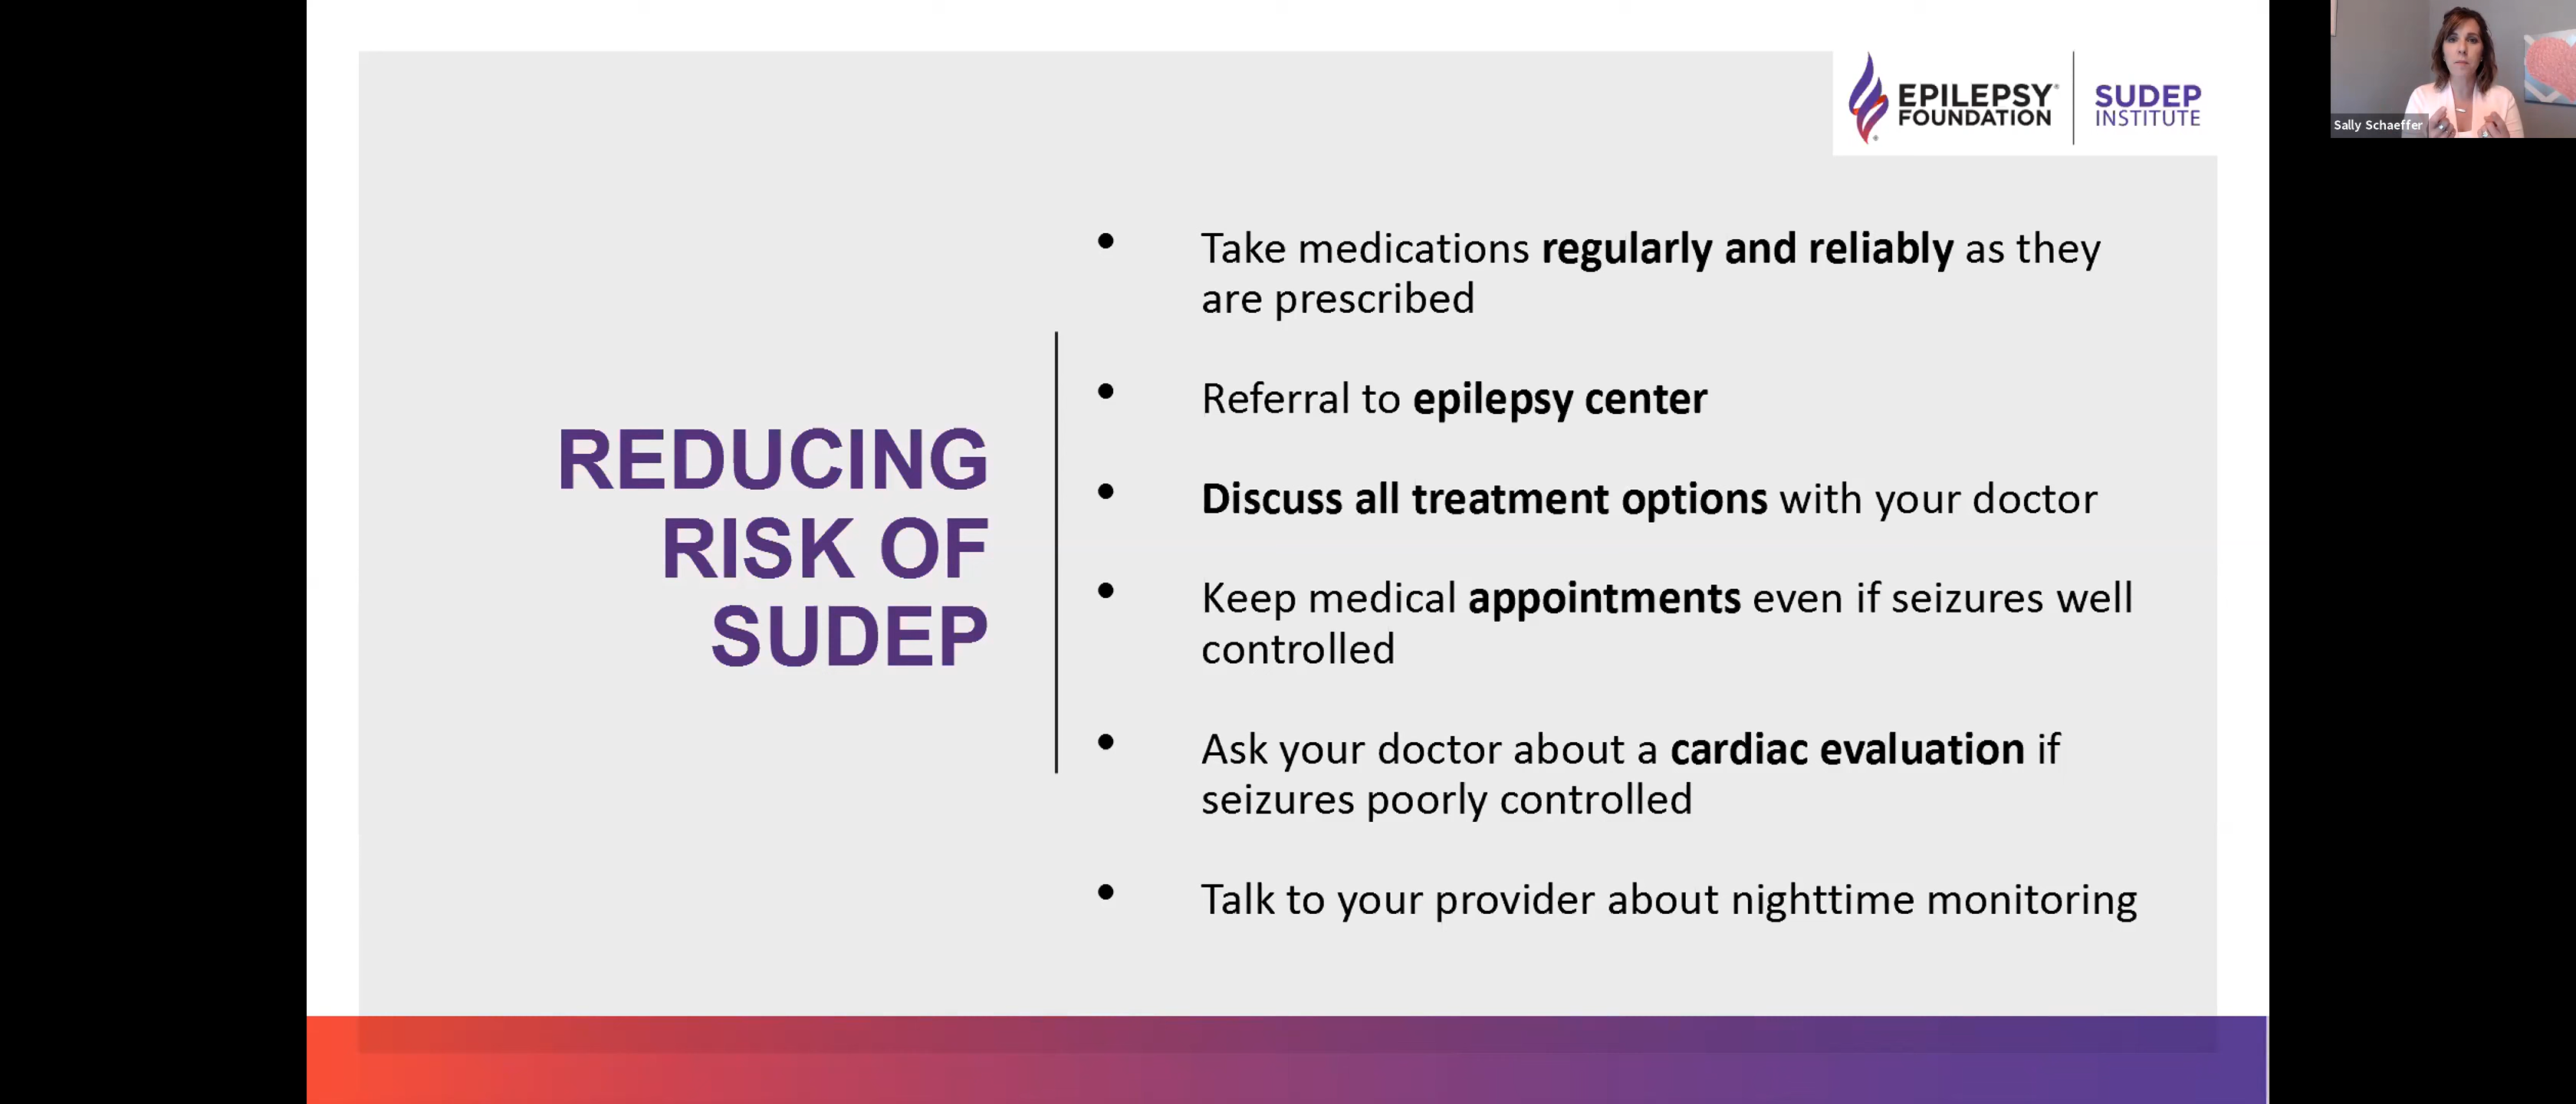 EPILEPSY®
FOUNDATION®
SUDEP
INSTITUTE
Sally Schaeffer
REDUCING
RISK OF
SUDEP
• Take medications regularly and reliably as they
are prescribed
• Referral to epilepsy center
• Discuss all treatment options with your doctor
• Keep medical appointments even if seizures well
controlled
• Ask your doctor about a cardiac evaluation if
seizures poorly controlled
• Talk to your provider about nighttime monitoring